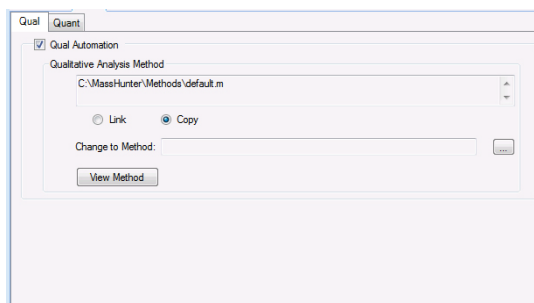 Qual Quant
Qual Automation
Qualitative Analysis Method
C:\MassHunter\Methods\default.m
Link Copy
Change to Method: ...
View Method